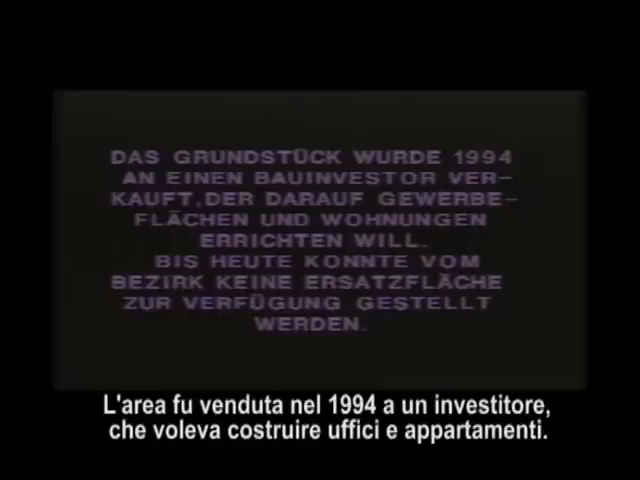 DAS GRUNDSTÜCK WURDE 1994
AN EINEN BAUINVESTOR VER-
KAUFT, DER DARAUF GEWERBE-
FLÄCHEN UND WOHNUNGEN
ERRICHTEN WILL.
BIS HEUTE KONNTE VOM
BEZIRK KEINE ERSATZFLÄCHE
ZUR VERFÜGUNG GESTELLT
WERDEN.
L'area fu venduta nel 1994 a un investitore,
che voleva costruire uffici e appartamenti.